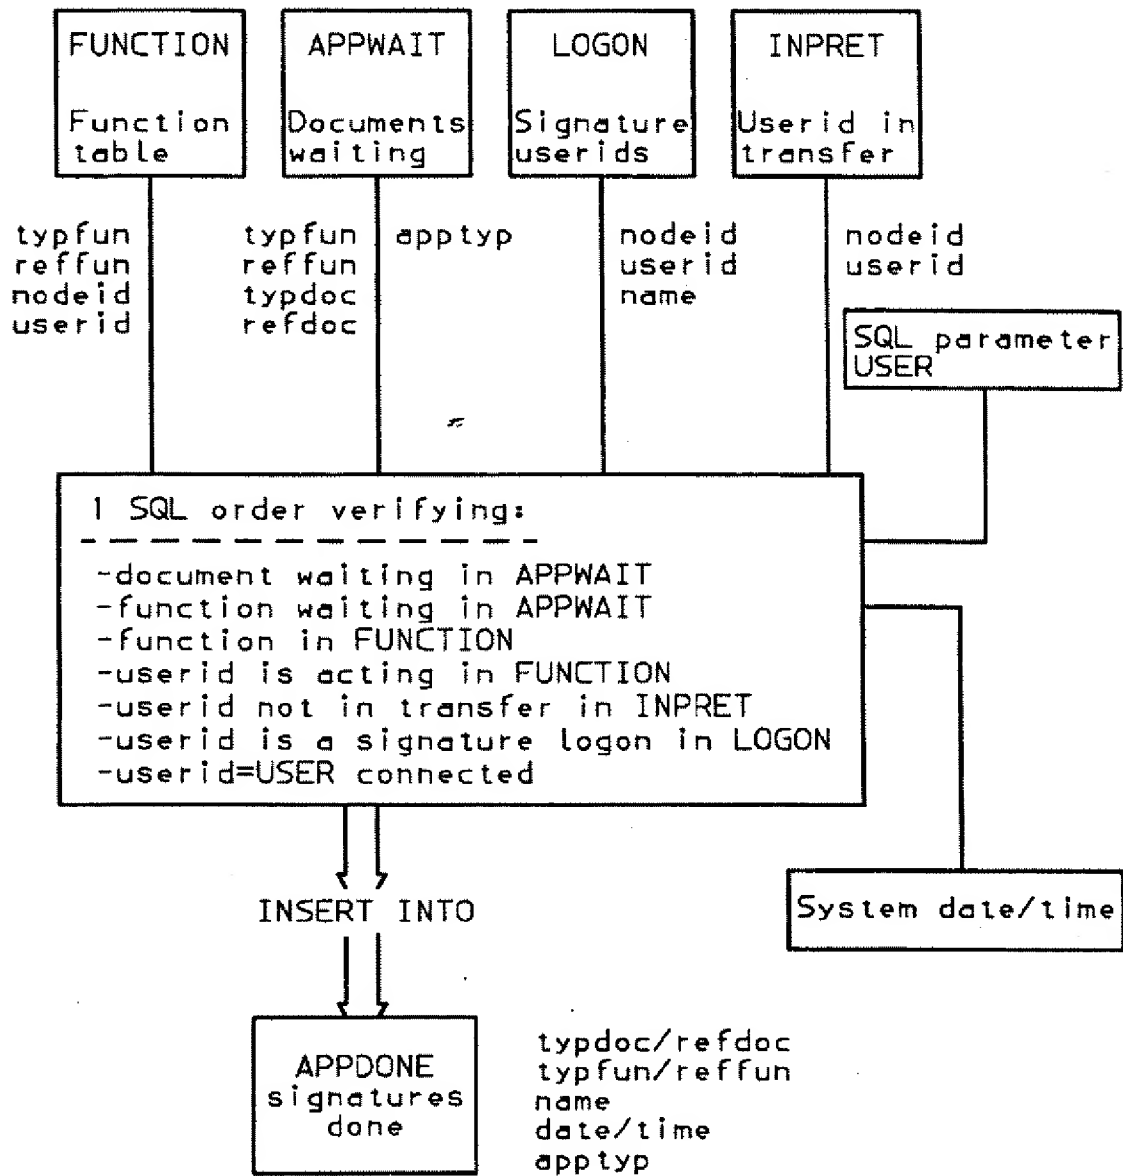 FUNCTION
Function
table
APPWAIT
Documents
waiting
LOGON
Signature
userids
INPRET
Userid in
transfer
typfun
reffun
nodeid
userid
typfun
reffun
typdoc
refdoc
apptyp
nodeid
userid
name
nodeid
userid
SQL parameter
USER
1 SQL order verifying:
-document waiting in APPWAIT
-function waiting in APPWAIT
-function in FUNCTION
-userid is acting in FUNCTION
-userid not in transfer in INPRET
-userid is a signature logon in LOGON
-userid=USER connected
System date/time
INSERT INTO
APPDONE
signatures
done
typdoc/refdoc
typfun/reffun
name
date/time
apptyp